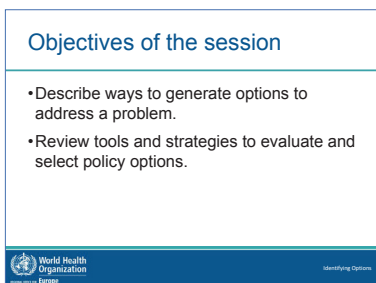 Objectives of the session
•Describe ways to generate options to
address a problem.
•Review tools and strategies to evaluate and
select policy options.
World Health
Organization
Europe
Identifying Options